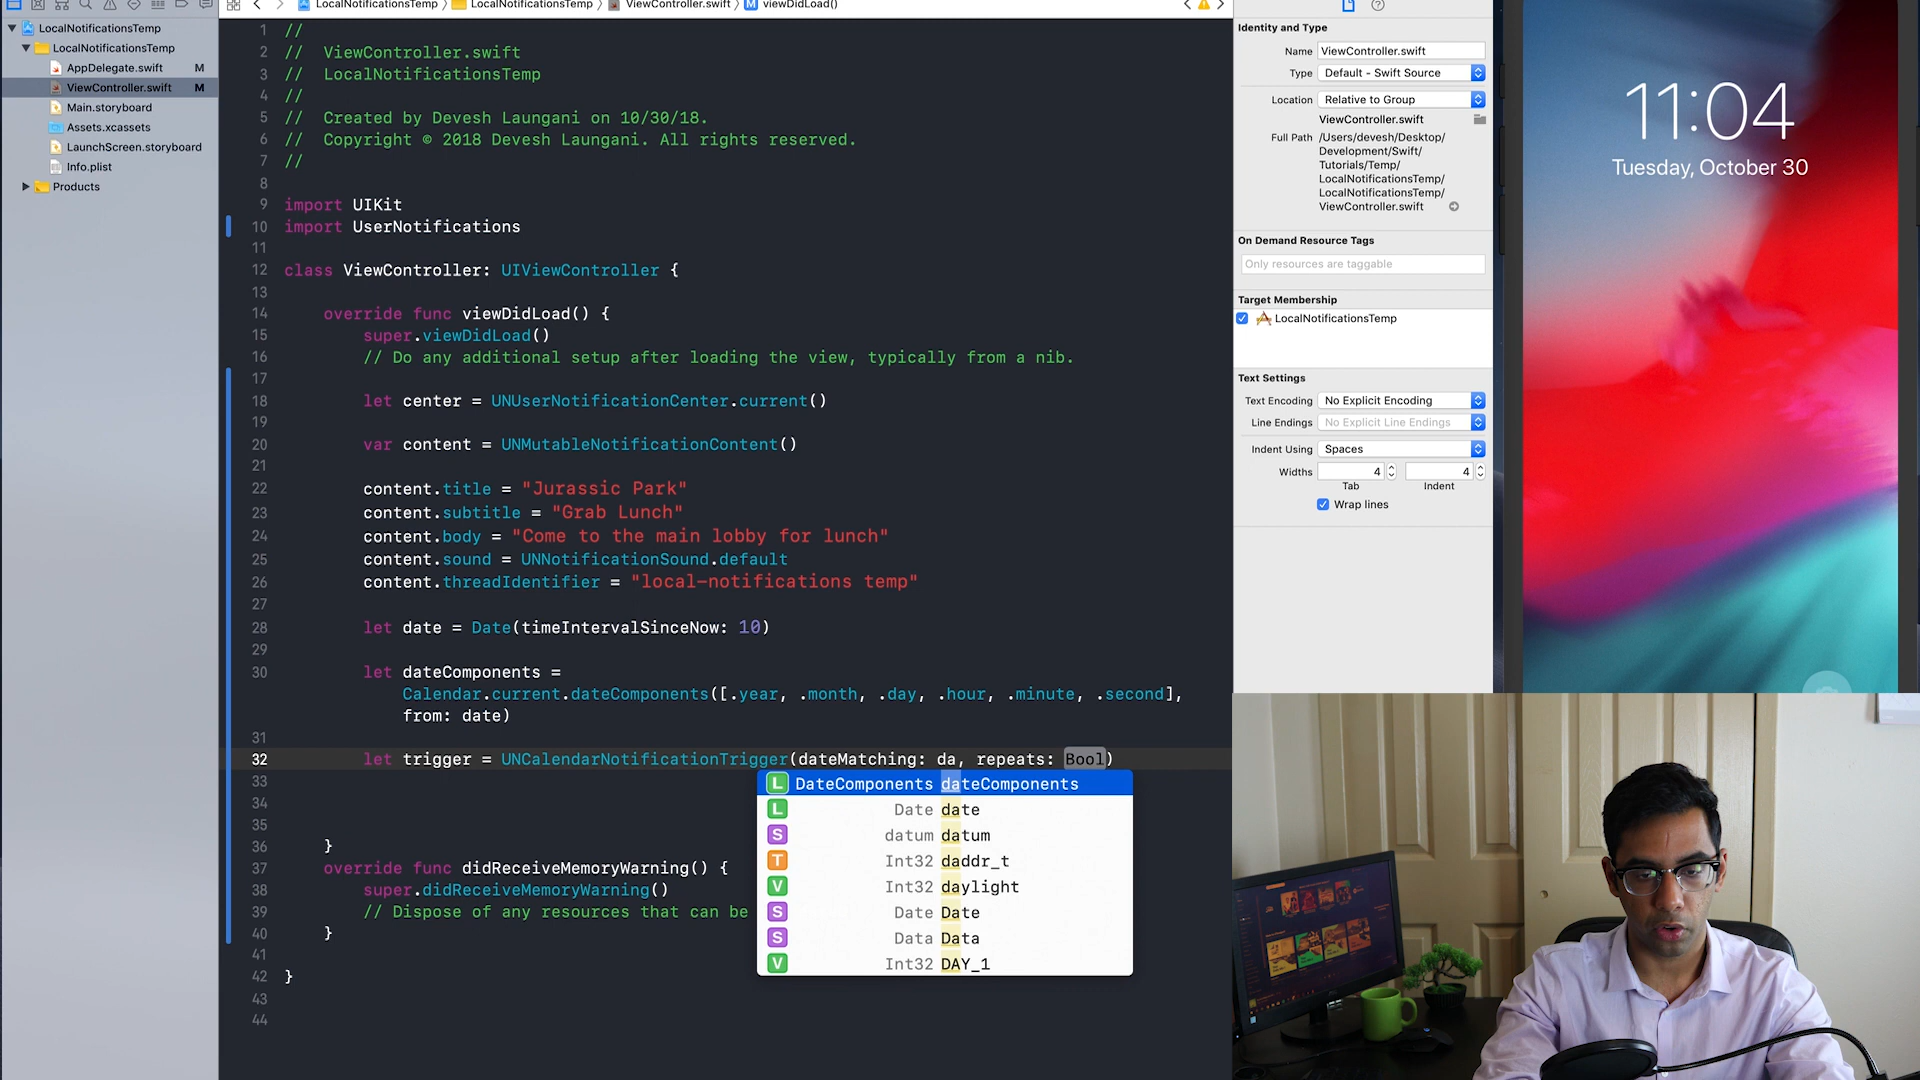 LocalNotificationsTemp
LocalNotificationsTemp
AppDelegate.swift M
ViewController.swift M
Main.storyboard
Assets.xcassets
LaunchScreen.storyboard
Info.plist
Products
LocalNotificationsTemp 〉 LocalNotificationsTemp 〉 ViewController.swift 〉 M viewDidLoad()
1 //
2 // ViewController.swift
3 // LocalNotificationsTemp
4 //
5 // Created by Devesh Laungani on 10/30/18.
6 // Copyright © 2018 Devesh Laungani. All rights reserved.
7 //
8
9 import UIKit
10 import UserNotifications
11
12 class ViewController: UIViewController {
13
14 override func viewDidLoad() {
15 super.viewDidLoad()
16 // Do any additional setup after loading the view, typically from a nib.
17
18 let center = UNUserNotificationCenter.current()
19
20 var content = UNMutableNotificationContent()
21
22 content.title = "Jurassic Park"
23 content.subtitle = "Grab Lunch"
24 content.body = "Come to the main lobby for lunch"
25 content.sound = UNNotificationSound.default
26 content.threadIdentifier = "local-notifications temp"
27
28 let date = Date(timeIntervalSinceNow: 10)
29
30 let dateComponents =
Calendar.current.dateComponents([.year, .month, .day, .hour, .minute, .second],
from: date)
31
32 let trigger = UNCalendarNotificationTrigger(dateMatching: da, repeats: Bool)
33
34
35
36 }
37 override func didReceiveMemoryWarning() {
38 super.didReceiveMemoryWarning()
39 // Dispose of any resources that can be
40 }
41
42 }
43
44
L DateComponents dateComponents
L Date date
S datum datum
T Int32 daddr_t
V Int32 daylight
S Date Date
S Data Data
V Int32 DAY_1
Identity and Type
Name ViewController.swift
Type Default - Swift Source
Location Relative to Group
ViewController.swift
Full Path /Users/devesh/Desktop/
Development/Swift/
Tutorials/Temp/
LocalNotificationsTemp/
LocalNotificationsTemp/
ViewController.swift
On Demand Resource Tags
Only resources are taggable
Target Membership
LocalNotificationsTemp
Text Settings
Text Encoding No Explicit Encoding
Line Endings No Explicit Line Endings
Indent Using Spaces
Widths 4 4
Tab Indent
Wrap lines
11:04
Tuesday, October 30